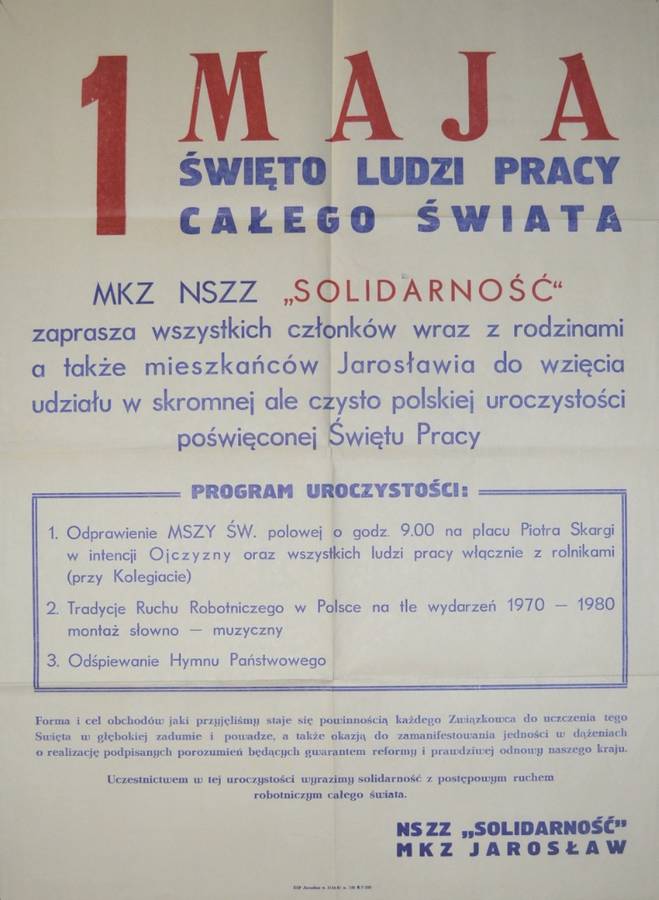 1 MAJA
ŚWIĘTO LUDZI PRACY
CAŁEGO ŚWIATA
MKZ NSZZ „SOLIDARNOŚĆ“
zaprasza wszystkich członków wraz z rodzinami
a także mieszkańców Jarosławia do wzięcia
udziału w skromnej ale czysto polskiej uroczystości
poświęconej Świętu Pracy
PROGRAM UROCZYSTOŚCI:
1. Odprawienie MSZY ŚW. polowej o godz. 9.00 na placu Piotra Skargi
w intencji Ojczyzny oraz wszystkich ludzi pracy włącznie z rolnikami
(przy Kolegiacie)
2. Tradycje Ruchu Robotniczego w Polsce na tle wydarzeń 1970 – 1980
montaż słowno – muzyczny
3. Odśpiewanie Hymnu Państwowego
Forma i cel obchodów jaki przyjęliśmy staje się powinnością każdego Związkowca do uczczenia tego
Święta w głębokiej zadumie i powadze, a także okazją do zamanifestowania jedności w dążeniach
o realizację podpisanych porozumień będących gwarantem reformy i prawdziwej odnowy naszego kraju.
Uczestnictwem w tej uroczystości wyrazimy solidarność z postępowym ruchem
robotniczym całego świata.
NSZZ „SOLIDARNOŚĆ”
MKZ JAROSŁAW